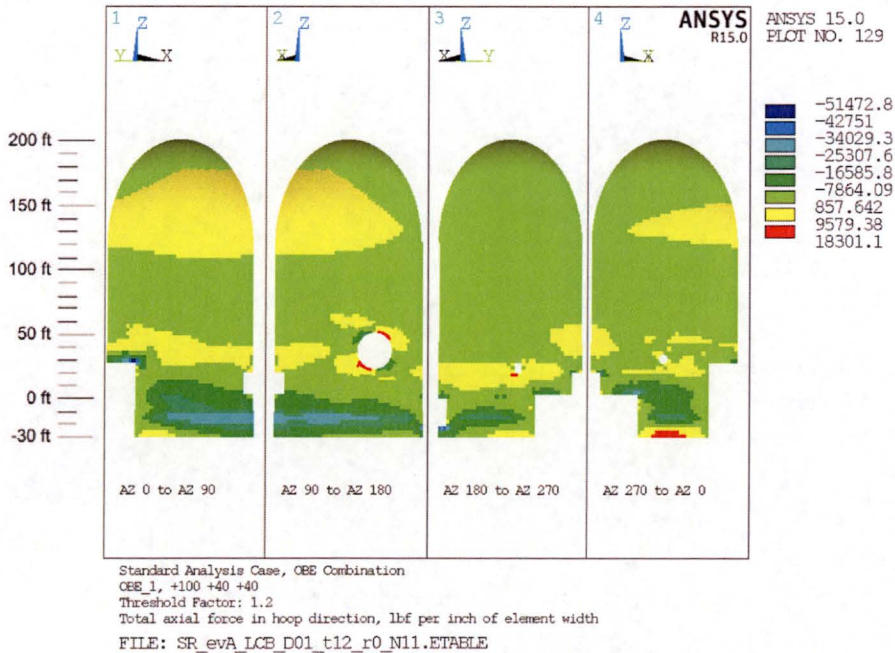 1
Z
Y
X
2
Z
X
3
Z
X
Y
4
Z
X
ANSYS
R15.0
ANSYS 15.0
PLOT NO. 129
-51472.8
-42751
-34029.3
-25307.6
-16585.8
-7864.09
857.642
9579.38
18301.1
200 ft
150 ft
100 ft
50 ft
0 ft
-30 ft
AZ 0 to AZ 90
AZ 90 to AZ 180
AZ 180 to AZ 270
AZ 270 to AZ 0
Standard Analysis Case, OBE Combination
OBE_1, +100 +40 +40
Threshold Factor: 1.2
Total axial force in hoop direction, lbf per inch of element width
FILE: SR_evA_LCB_D01_t12_r0_N11.ETABLE